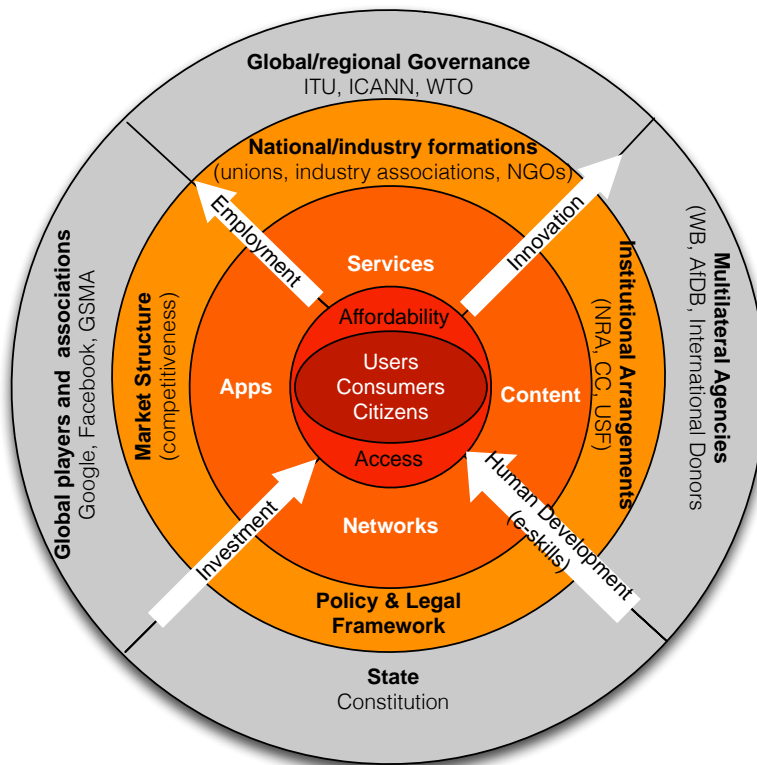 Global/regional Governance
ITU, ICANN, WTO
National/industry formations
(unions, industry associations, NGOs)
Employment
Innovation
Services
Global players and associations
Google, Facebook, GSMA
Market Structure
(competitiveness)
Apps
Affordability
Users
Consumers
Citizens
Access
Content
Institutional Arrangements
(NRA, CC, USF)
Multilateral Agencies
(WB, AfDB, International Donors
Networks
Investment
Human Development
(e-skills)
Policy & Legal
Framework
State
Constitution